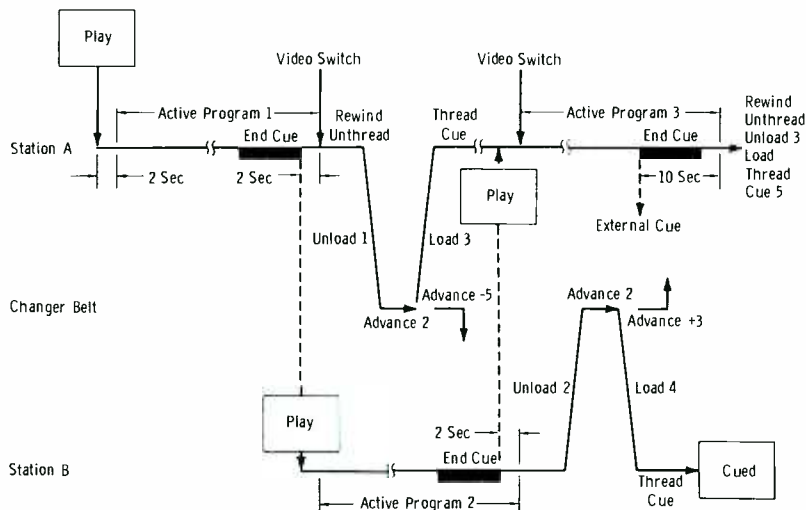 Play
Video Switch
Video Switch
Active Program 1
Rewind
Unthread
Thread
Cue
Active Program 3
Rewind
Unthread
Unload 3
Load
Thread
Cue 5
Station A
End Cue
End Cue
2 Sec
2 Sec
10 Sec
Play
External Cue
Unload 1
Load 3
Changer Belt
Advance 2
Advance -5
Advance 2
Advance +3
Unload 2
Load 4
Play
2 Sec
End Cue
Station B
Thread
Cue
Cued
Active Program 2